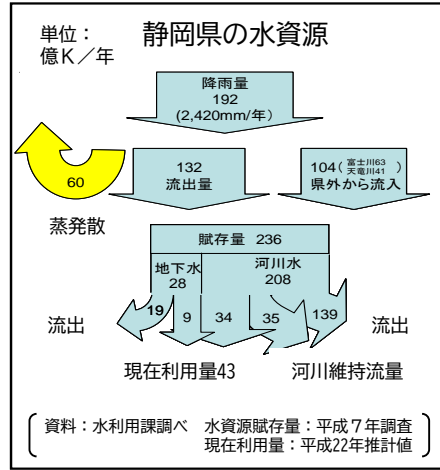 静岡県の水資源
単位：
億K／年
降雨量
192
(2,420mm/年)
60
蒸発散
132
流出量
104( 富士川63 )
天竜川41
県外から流入
賦存量 236
地下水
28
河川水
208
19
9
34
35
139
流出
流出
現在利用量43
河川維持流量
資料：水利用課調べ 水資源賦存量：平成７年調査
現在利用量：平成22年推計値